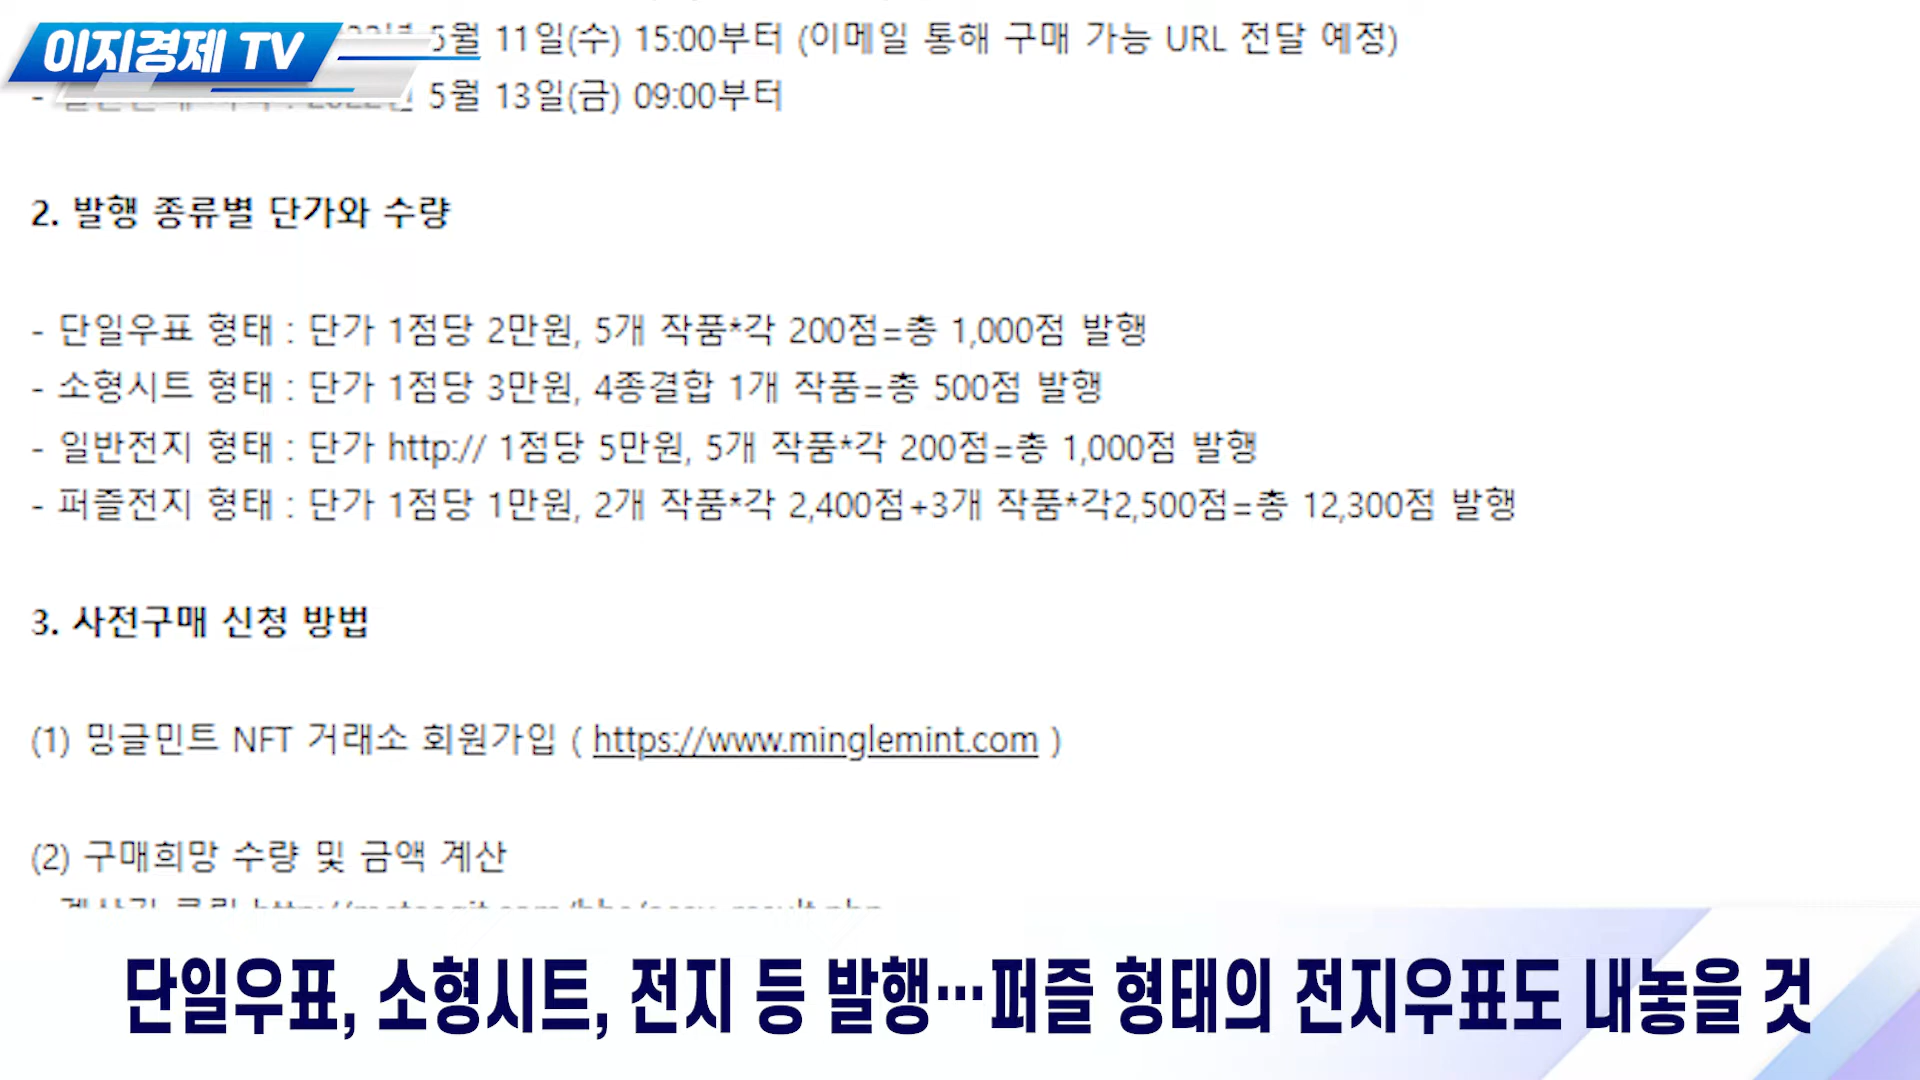 이지경제 TV
5월 11일(수) 15:00부터 (이메일 통해 구매 가능 URL 전달 예정)
5월 13일(금) 09:00부터
2. 발행 종류별 단가와 수량
- 단일우표 형태 : 단가 1점당 2만원, 5개 작품*각 200점=총 1,000점 발행
- 소형시트 형태 : 단가 1점당 3만원, 4종결합 1개 작품=총 500점 발행
- 일반전지 형태 : 단가 http:// 1점당 5만원, 5개 작품*각 200점=총 1,000점 발행
- 퍼즐전지 형태 : 단가 1점당 1만원, 2개 작품*각 2,400점+3개 작품*각2,500점=총 12,300점 발행
3. 사전구매 신청 방법
(1) 밍글민트 NFT 거래소 회원가입 ( https://www.minglemint.com )
(2) 구매희망 수량 및 금액 계산
단일우표, 소형시트, 전지 등 발행…퍼즐 형태의 전지우표도 내놓을 것